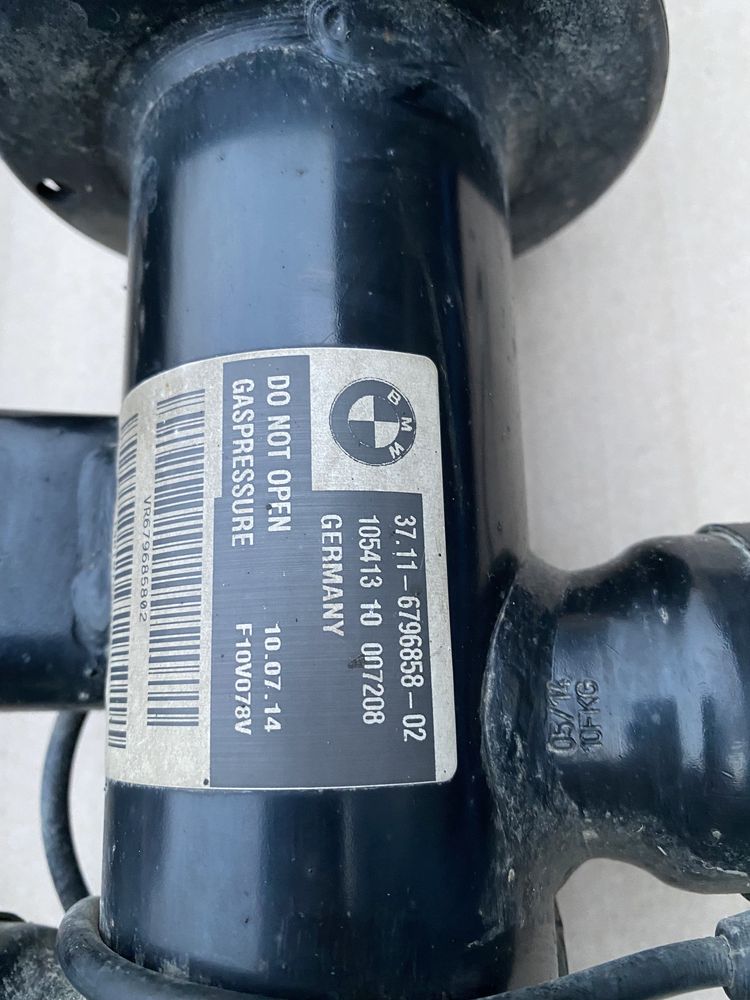 BMW
37.11-6796858-02
105413 10 007208
GERMANY
DO NOT OPEN
GASPRESSURE
10.07.14
F10V078V
VR679685802
05/14
10FKG